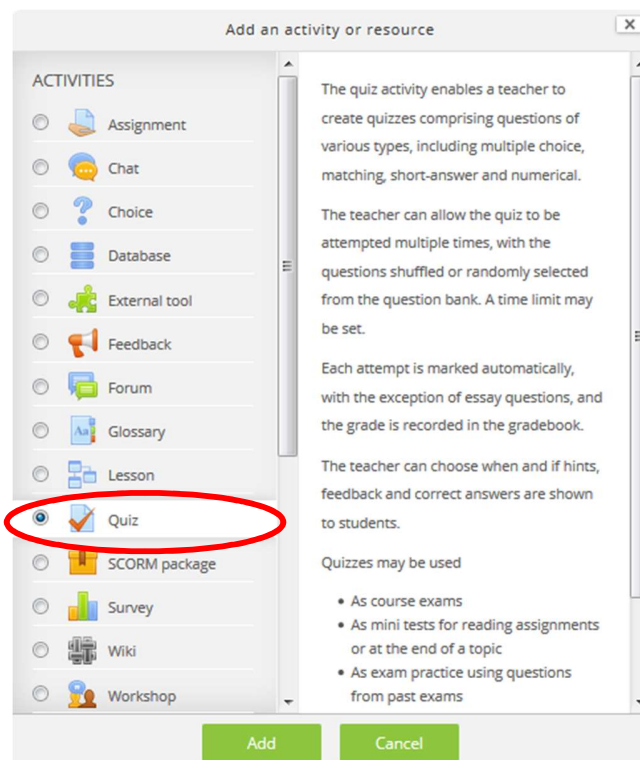 Add an activity or resource
ACTIVITIES
Assignment
Chat
Choice
Database
External tool
Feedback
Forum
Glossary
Lesson
Quiz
SCORM package
Survey
Wiki
Workshop
The quiz activity enables a teacher to
create quizzes comprising questions of
various types, including multiple choice,
matching, short-answer and numerical.
The teacher can allow the quiz to be
attempted multiple times, with the
questions shuffled or randomly selected
from the question bank. A time limit may
be set.
Each attempt is marked automatically,
with the exception of essay questions, and
the grade is recorded in the gradebook.
The teacher can choose when and if hints,
feedback and correct answers are shown
to students.
Quizzes may be used
• As course exams
• As mini tests for reading assignments
or at the end of a topic
• As exam practice using questions
from past exams
Add
Cancel